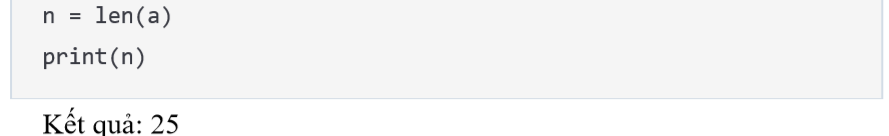 n = len(a)
print(n)
Kết quả: 25